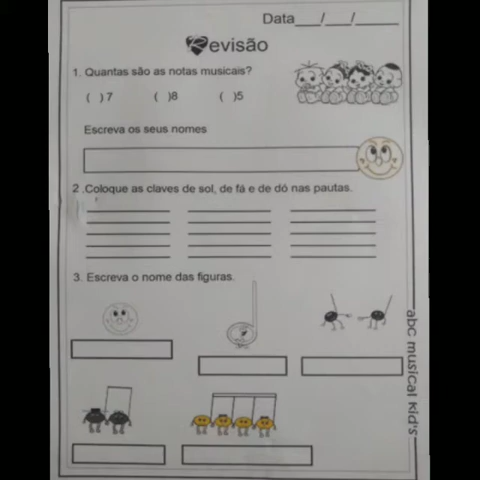 Data___/___/_____
Revisão
1. Quantas são as notas musicais?
( )7 ( )8 ( )5
Escreva os seus nomes
2 .Coloque as claves de sol, de fá e de dó nas pautas.
3. Escreva o nome das figuras.
abc musical kid's